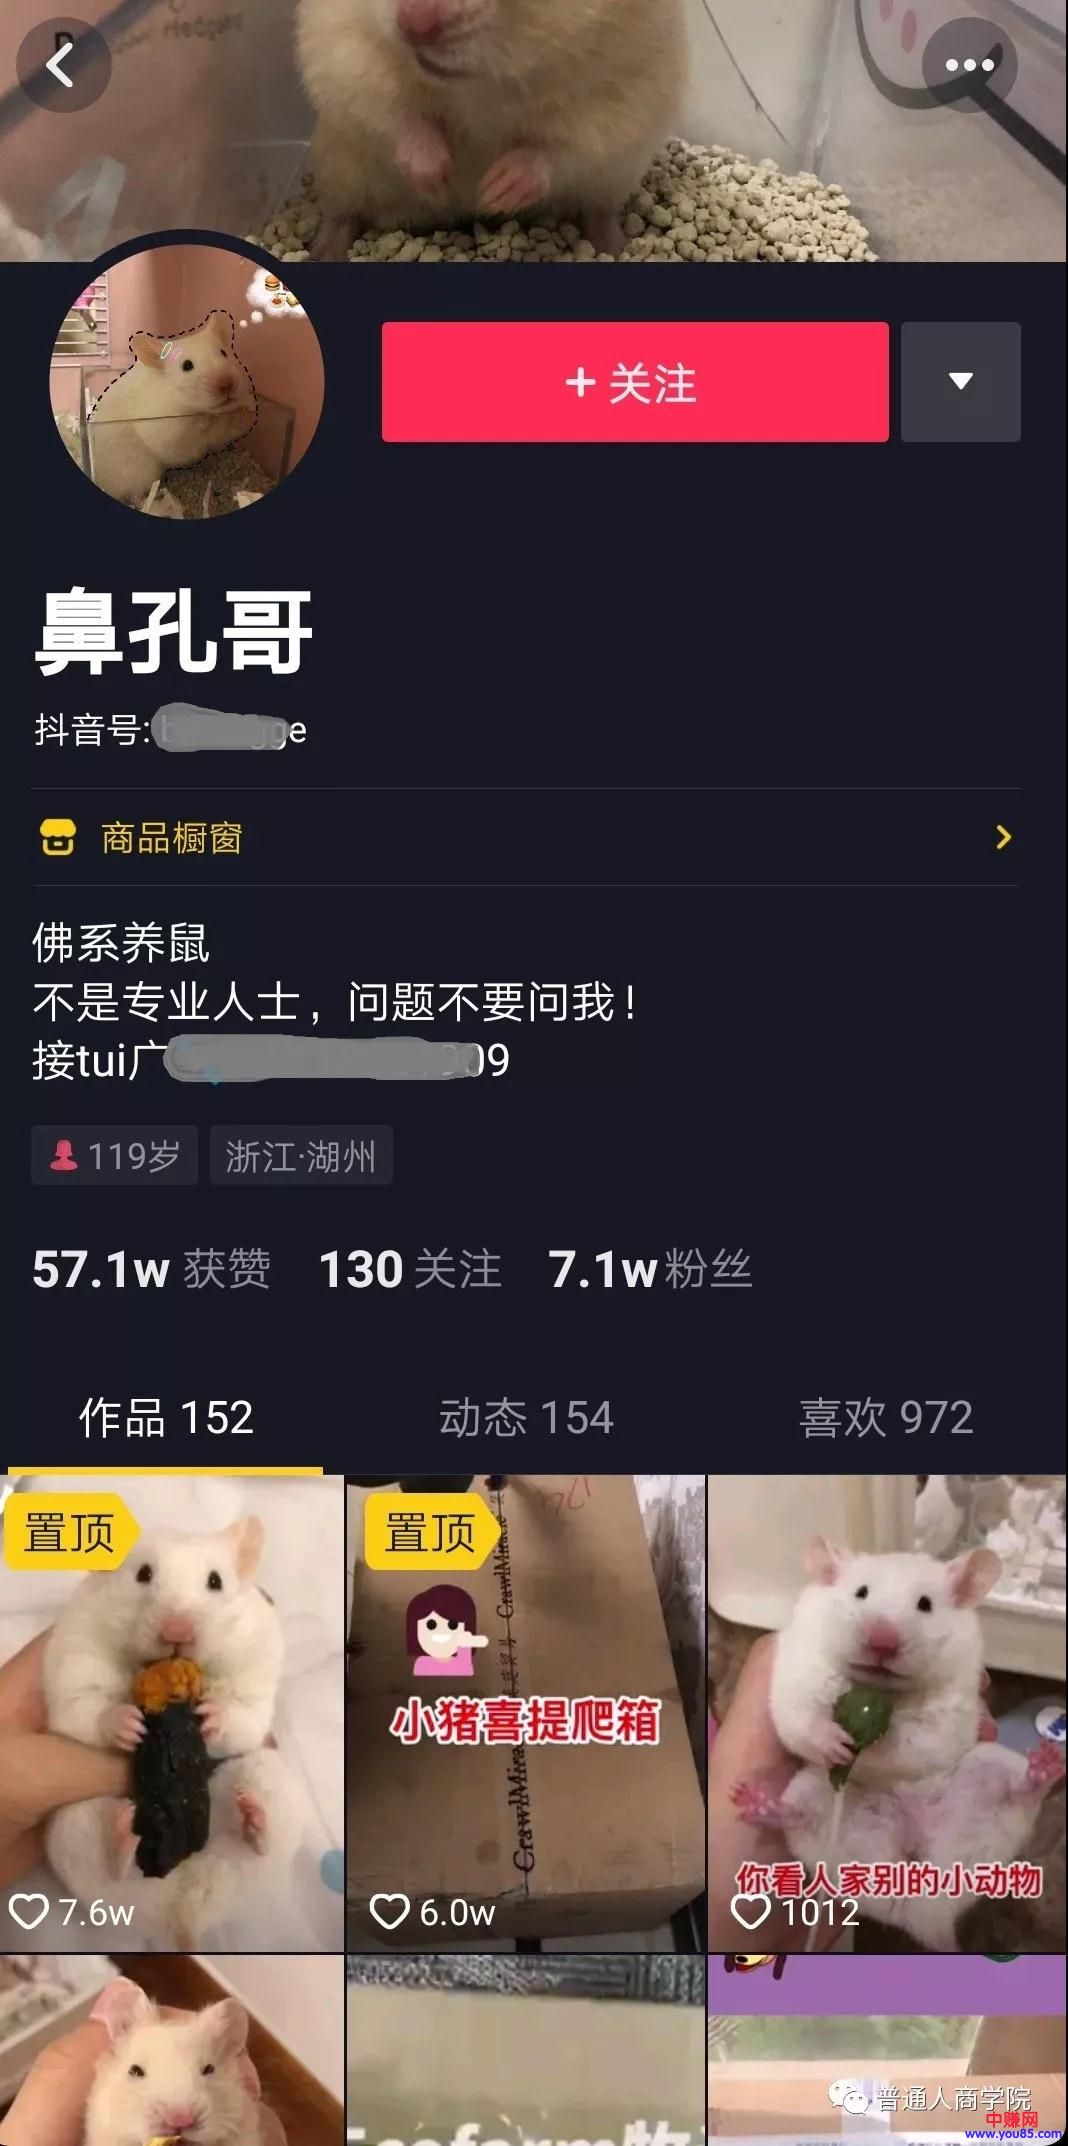 + 关注
鼻孔哥
抖音号:
商品橱窗
佛系养鼠
不是专业人士，问题不要问我！
接tui广 09
119岁 浙江·湖州
57.1w 获赞 130 关注 7.1w 粉丝
作品 152 动态 154 喜欢 972
置顶
7.6w
置顶
CrawlMiracle
小猪喜提爬箱
6.0w
你看人家别的小动物
1012
普通人商学院
中赚网
www.you85.com